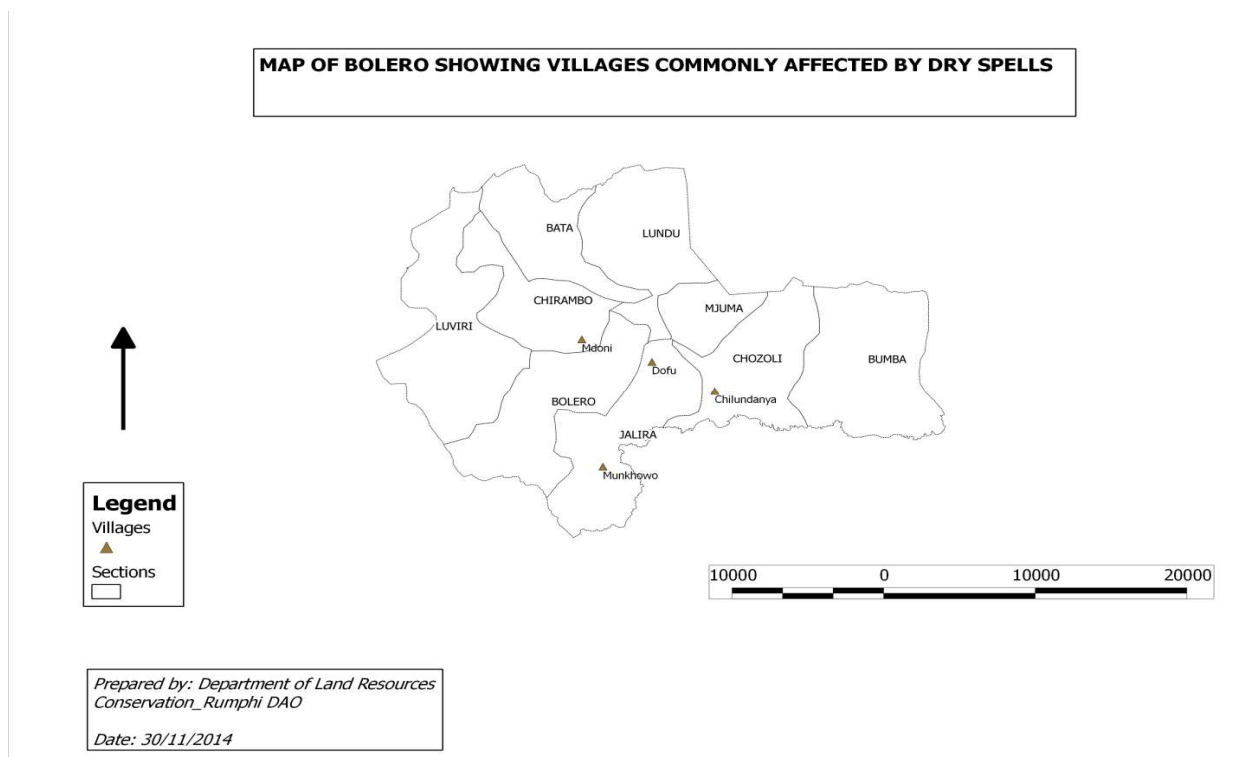 MAP OF BOLERO SHOWING VILLAGES COMMONLY AFFECTED BY DRY SPELLS
BATA
LUNDU
CHIRAMBO
MJUMA
LUVIRI
Mdoni
CHOZOLI
BUMBA
Dofu
BOLERO
Chilundanya
JALIRA
Munkhowo
Legend
Villages
Sections
10000 0 10000 20000
Prepared by: Department of Land Resources
Conservation_Rumphi DAO
Date: 30/11/2014